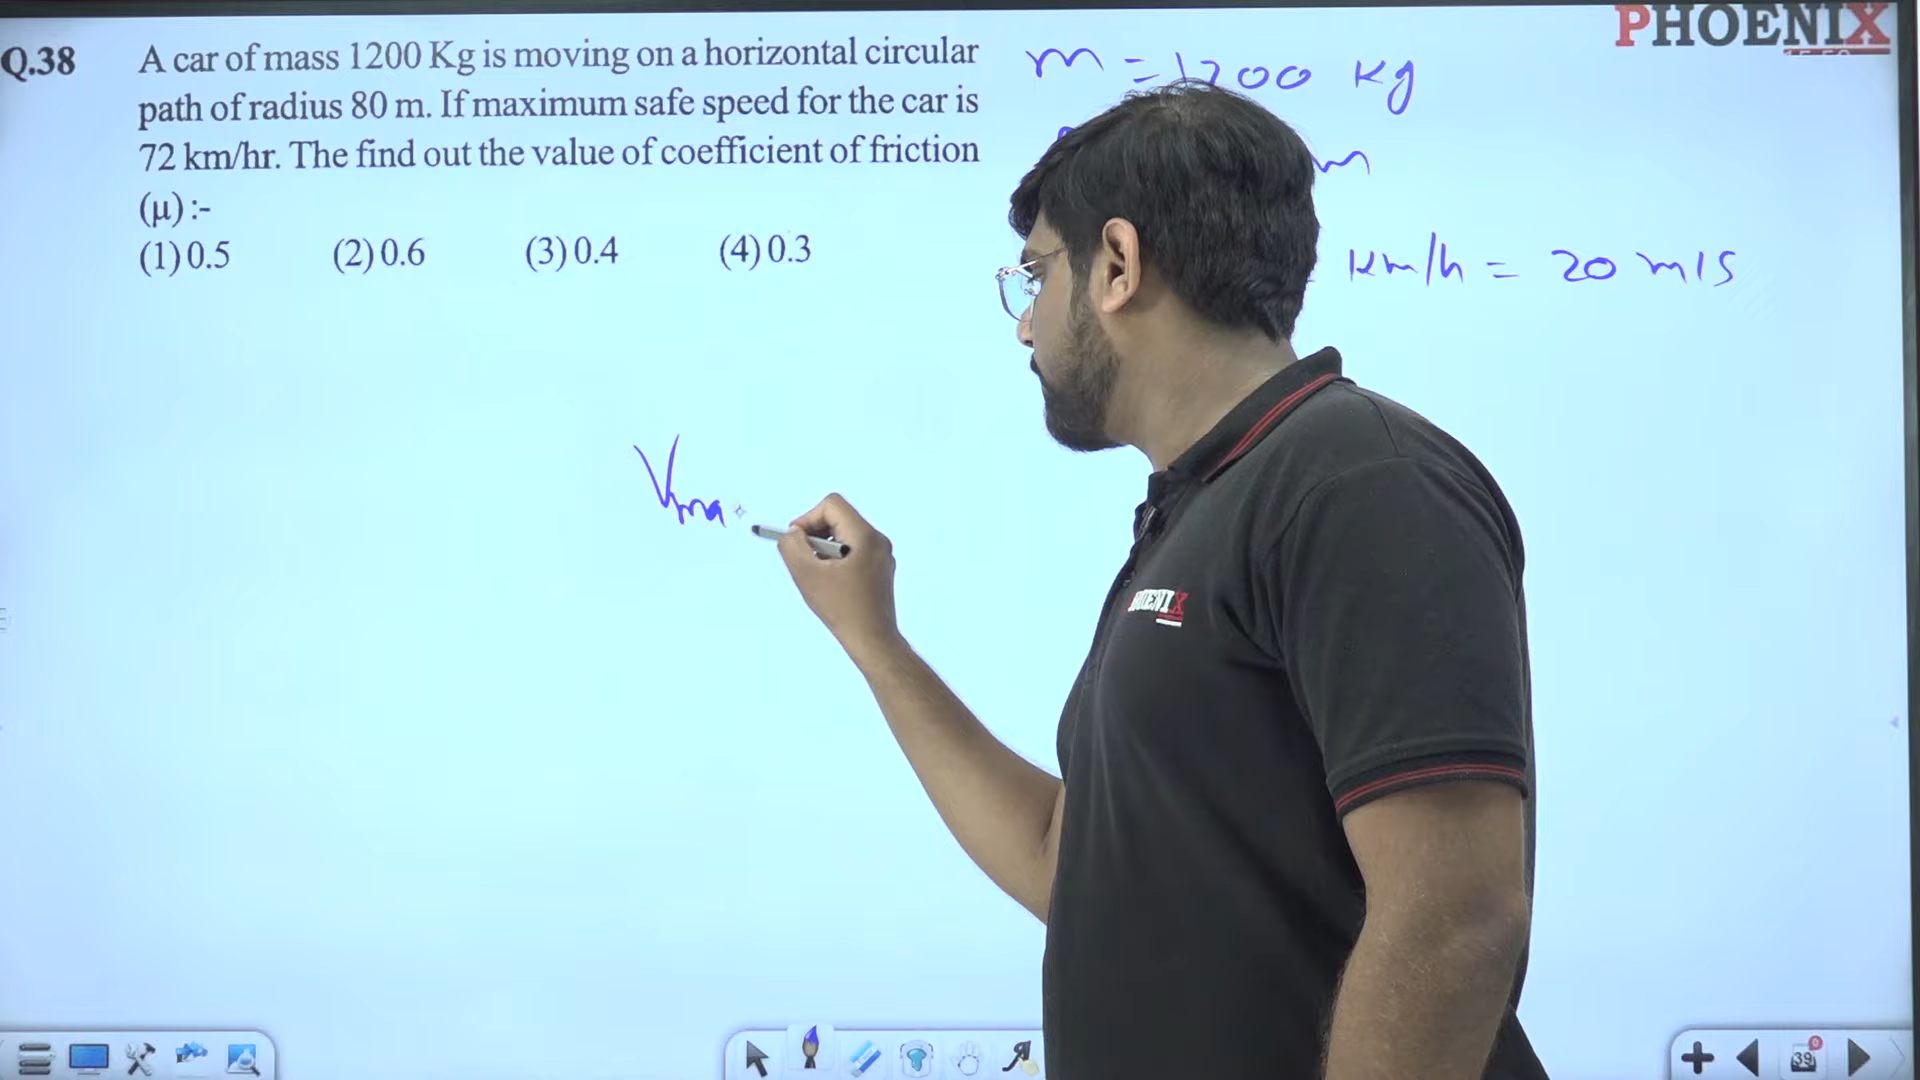 PHOENIX
Q.38 A car of mass 1200 Kg is moving on a horizontal circular
path of radius 80 m. If maximum safe speed for the car is
72 km/hr. The find out the value of coefficient of friction
(µ) :-
(1) 0.5 (2) 0.6 (3) 0.4 (4) 0.3
m = 1200 kg
m
km/h = 20 m/s
Vma
PHOENIX
39